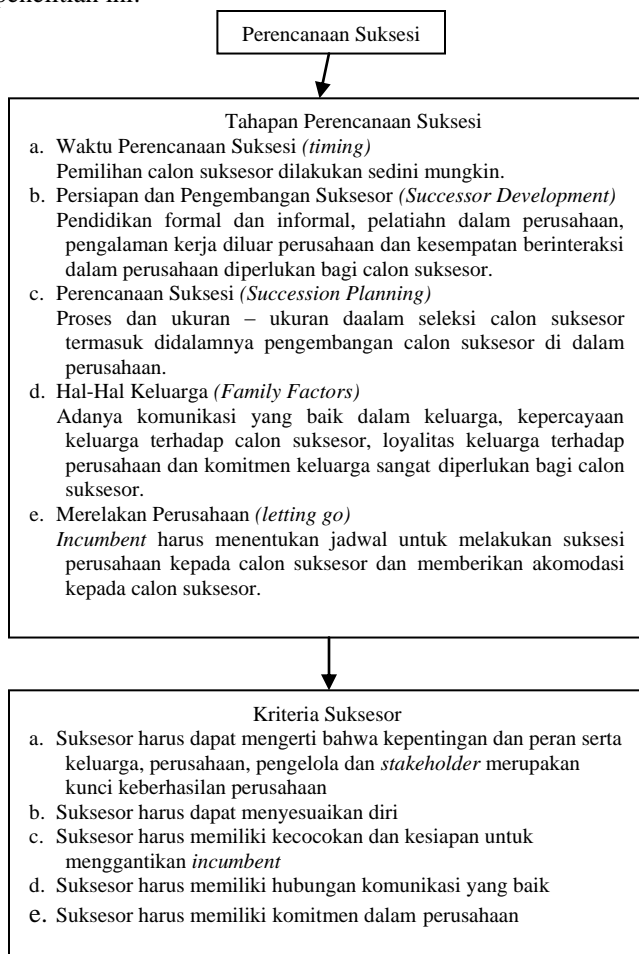 penelitian ini:
Perencanaan Suksesi
Tahapan Perencanaan Suksesi
a. Waktu Perencanaan Suksesi (timing)
Pemilihan calon suksesor dilakukan sedini mungkin.
b. Persiapan dan Pengembangan Suksesor (Successor Development)
Pendidikan formal dan informal, pelatiahn dalam perusahaan,
pengalaman kerja diluar perusahaan dan kesempatan berinteraksi
dalam perusahaan diperlukan bagi calon suksesor.
c. Perencanaan Suksesi (Succession Planning)
Proses dan ukuran – ukuran daalam seleksi calon suksesor
termasuk didalamnya pengembangan calon suksesor di dalam
perusahaan.
d. Hal-Hal Keluarga (Family Factors)
Adanya komunikasi yang baik dalam keluarga, kepercayaan
keluarga terhadap calon suksesor, loyalitas keluarga terhadap
perusahaan dan komitmen keluarga sangat diperlukan bagi calon
suksesor.
e. Merelakan Perusahaan (letting go)
Incumbent harus menentukan jadwal untuk melakukan suksesi
perusahaan kepada calon suksesor dan memberikan akomodasi
kepada calon suksesor.
Kriteria Suksesor
a. Suksesor harus dapat mengerti bahwa kepentingan dan peran serta
keluarga, perusahaan, pengelola dan stakeholder merupakan
kunci keberhasilan perusahaan
b. Suksesor harus dapat menyesuaikan diri
c. Suksesor harus memiliki kecocokan dan kesiapan untuk
menggantikan incumbent
d. Suksesor harus memiliki hubungan komunikasi yang baik
e. Suksesor harus memiliki komitmen dalam perusahaan